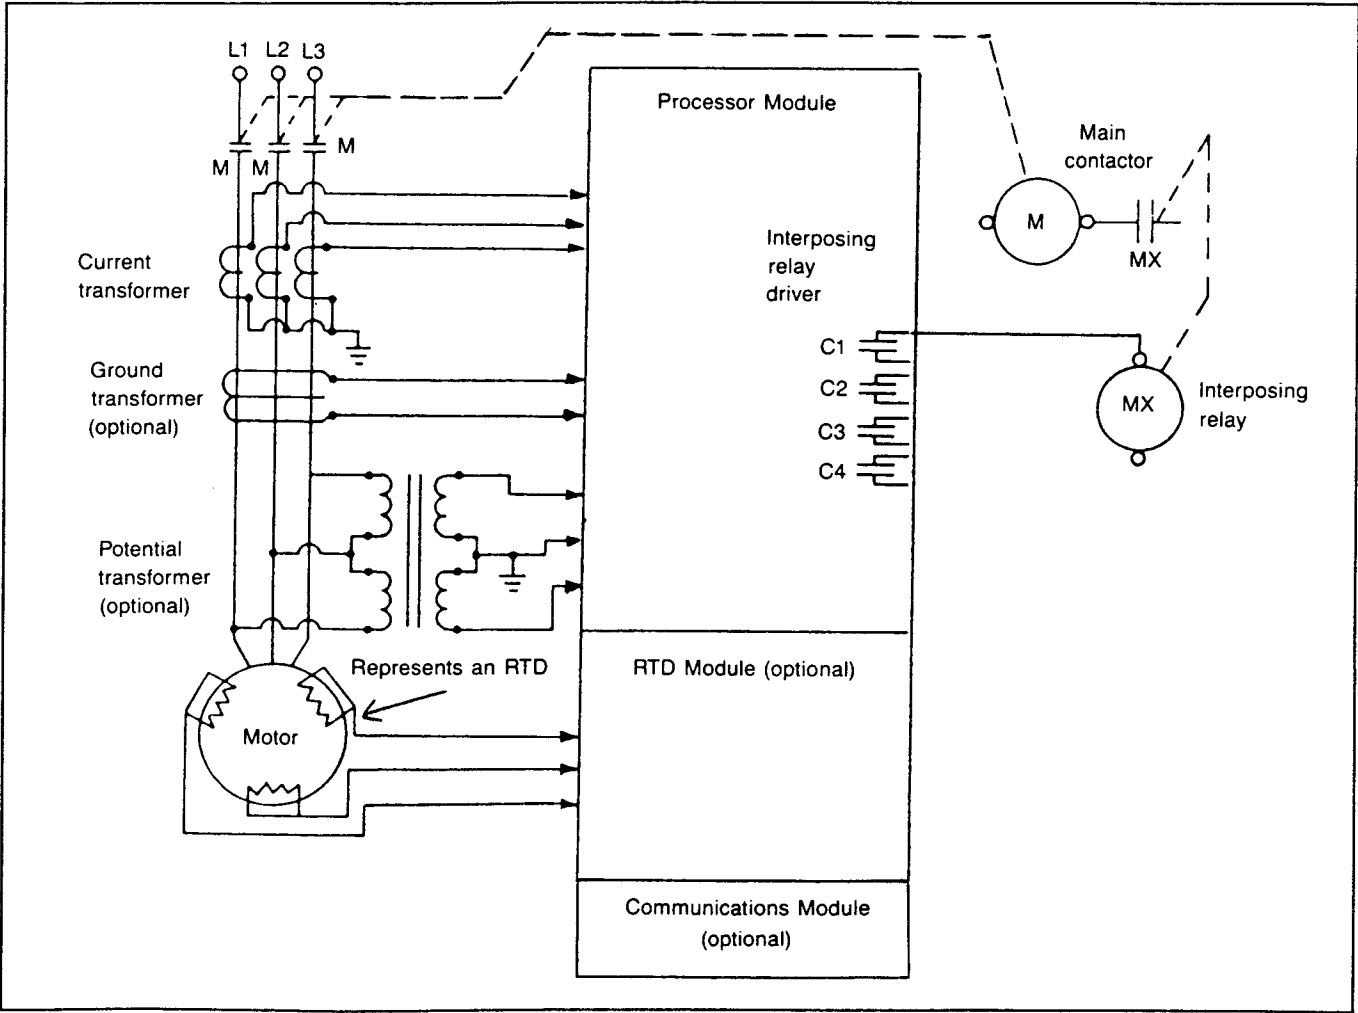 L1 L2 L3
Processor Module
Main
contactor
M
M M
M
MX
Interposing
relay
driver
Current
transformer
C1
C2
C3
C4
Ground
transformer
(optional)
MX
Interposing
relay
Potential
transformer
(optional)
Represents an RTD
RTD Module (optional)
Motor
Communications Module
(optional)